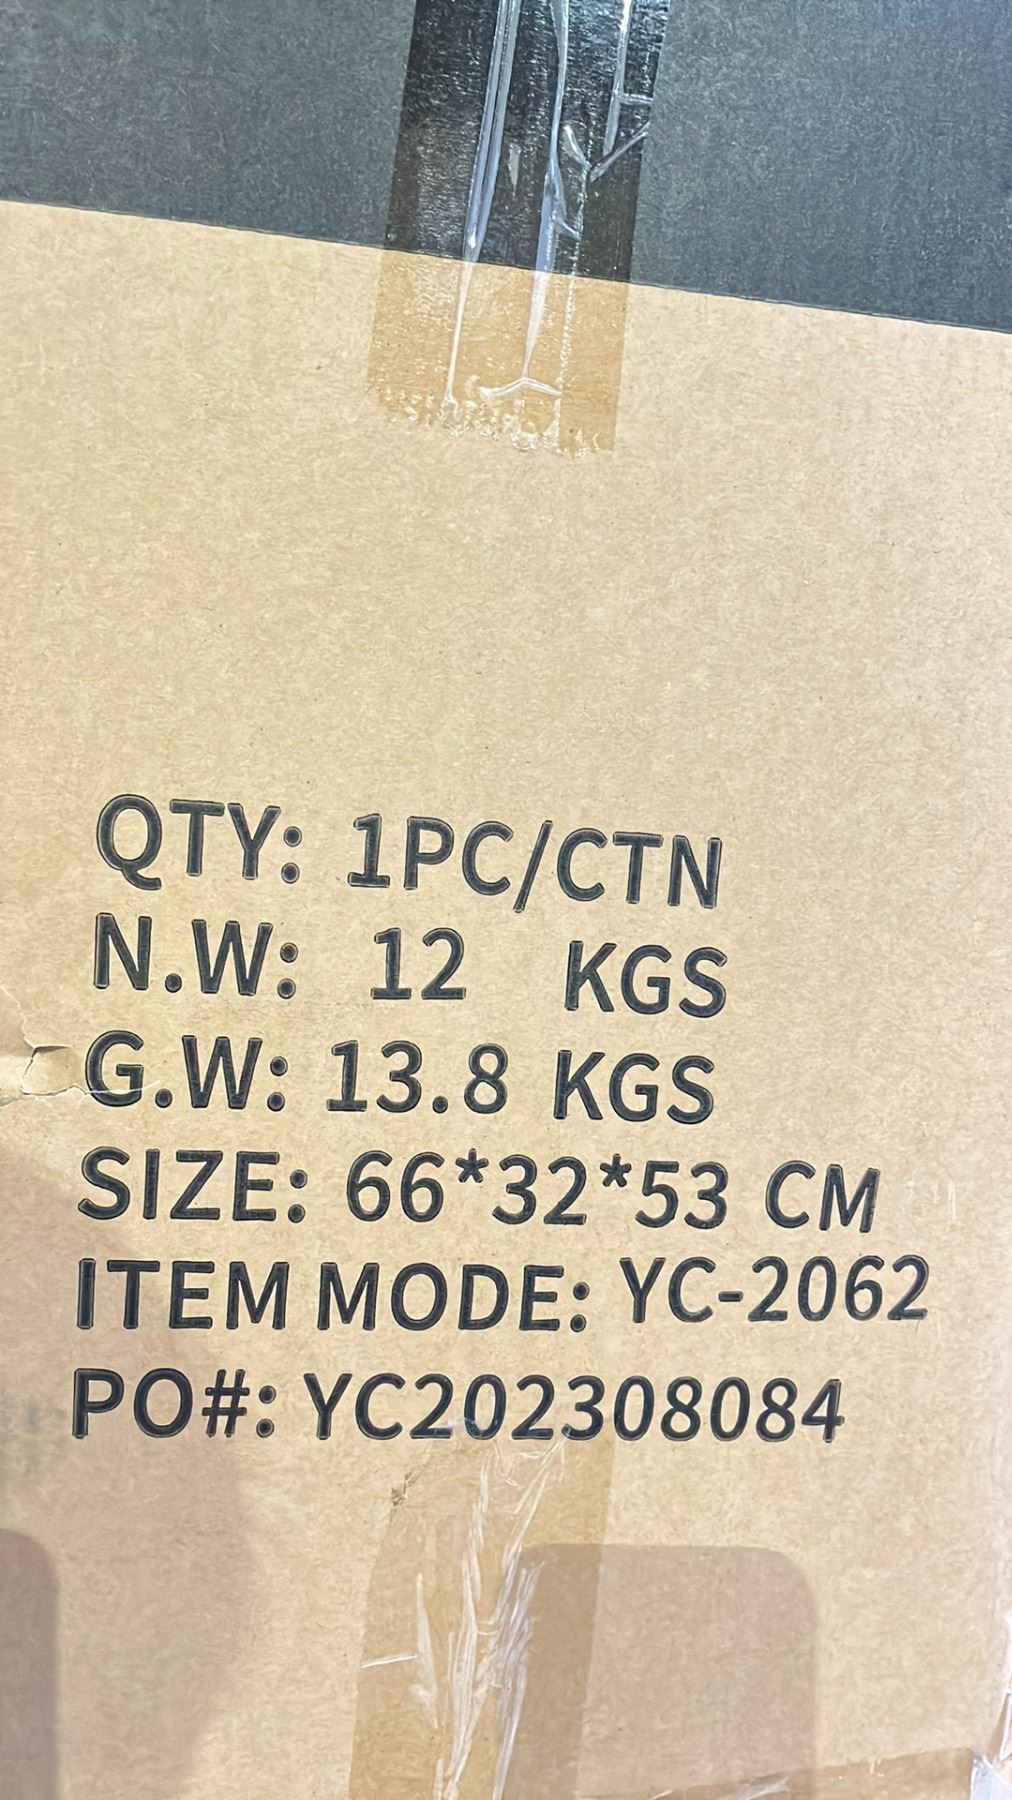 QTY: 1PC/CTN
N.W: 12 KGS
G.W: 13.8 KGS
SIZE: 66*32*53 CM
ITEM MODE: YC-2062
PO#: YC202308084